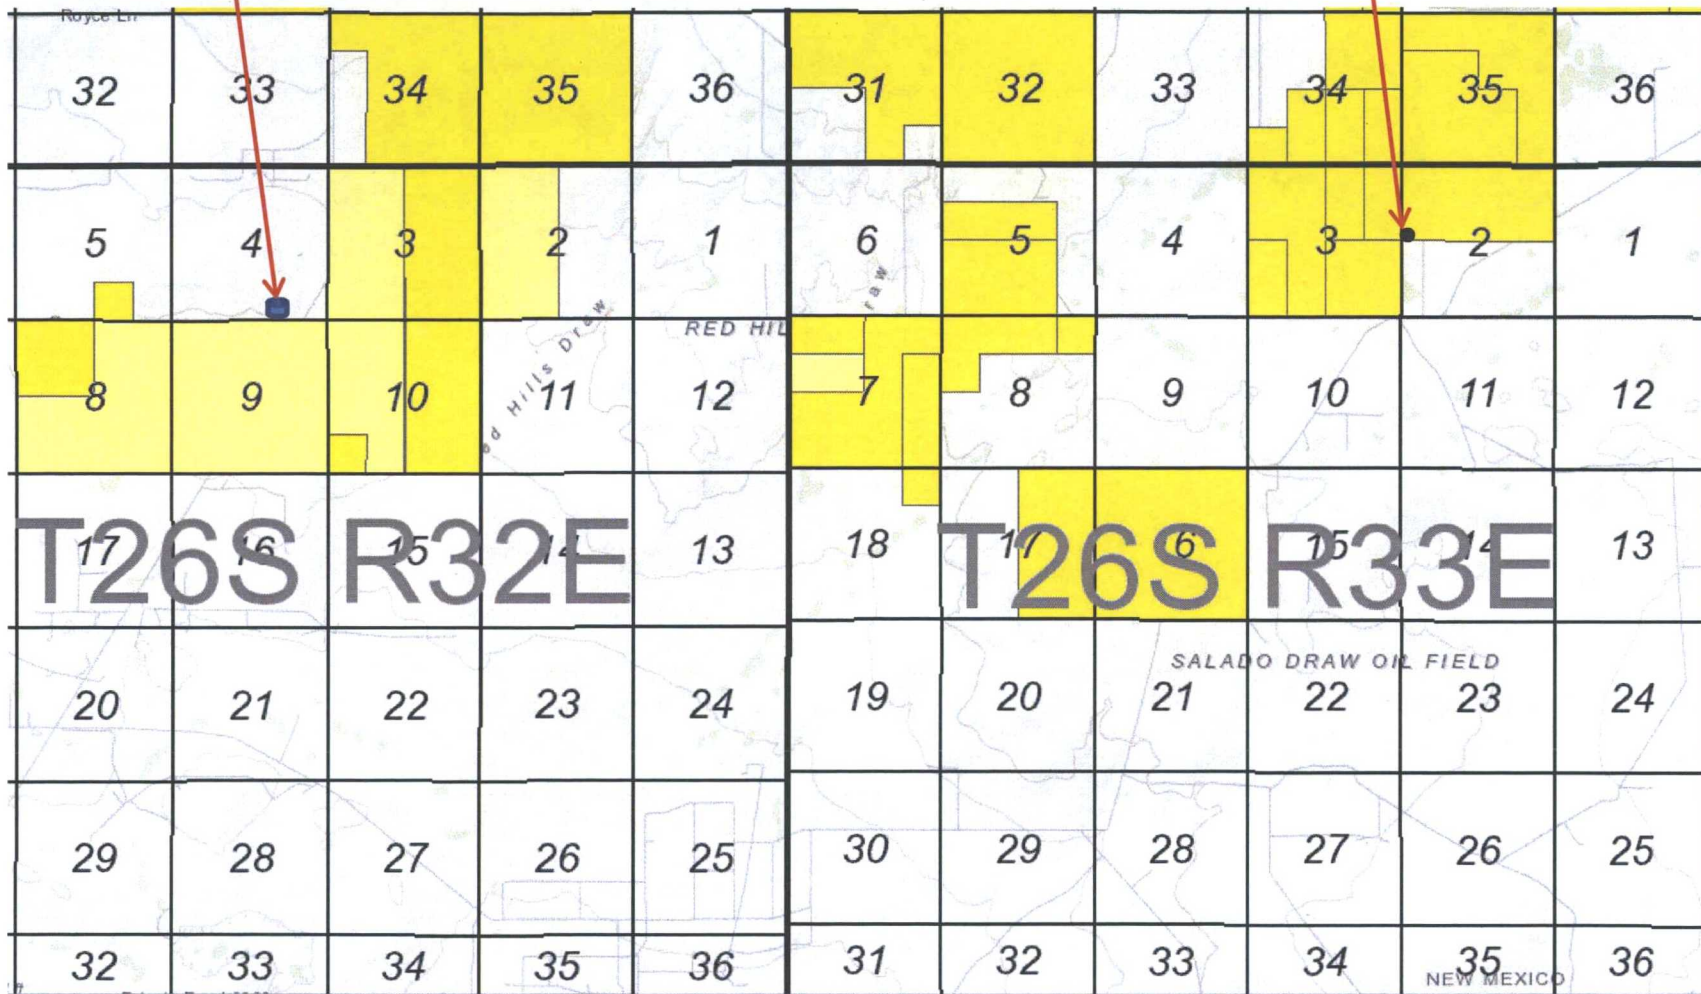 Royce Ln
32 33 34 35 36 31 32 33 34 35 36
5 4 3 2 1 6 5 4 3 2 1
RED HIL
Hills Draw
raw
8 9 10 11 12 7 8 9 10 11 12
17 16 15 14 13 18 17 6 15 14 13
T26S R32E T26S R33E
SALADO DRAW OIL FIELD
20 21 22 23 24 19 20 21 22 23 24
29 28 27 26 25 30 29 28 27 26 25
32 33 34 35 36 31 32 33 34 35 36
NEW MEXICO